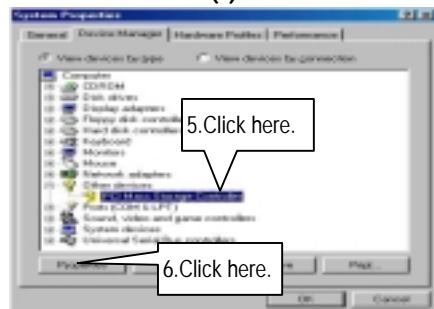 System Properties
General Device Manager Hardware Profiles Performance
View devices by type View devices by connection
Computer
CDROM
Disk drives
Display adapters
Floppy disk controllers
Hard disk controllers
Keyboard
Monitors
Mouse
Network adapters
Other devices
PCI Mass Storage Controller
Ports (COM & LPT)
Sound, video and game controllers
System devices
Universal Serial Bus controllers
5.Click here.
Properties Print...
6.Click here.
OK Cancel